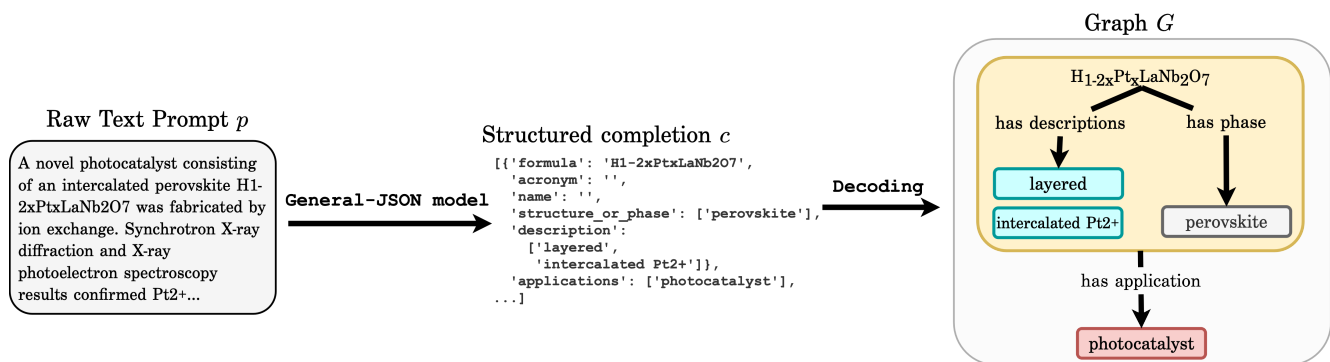 Raw Text Prompt p
A novel photocatalyst consisting
of an intercalated perovskite H1-
2xPtxLaNb2O7 was fabricated by
ion exchange. Synchrotron X-ray
diffraction and X-ray
photoelectron spectroscopy
results confirmed Pt2+...
General-JSON model
Structured completion c
[{'formula': 'H1-2xPtxLaNb2O7',
'acronym': '',
'name': '',
'structure_or_phase': ['perovskite'],
'description':
['layered',
'intercalated Pt2+']},
'applications': ['photocatalyst'],
...]
Decoding
Graph G
H1-2xPtxLaNb2O7
has descriptions
has phase
layered
intercalated Pt2+
perovskite
has application
photocatalyst